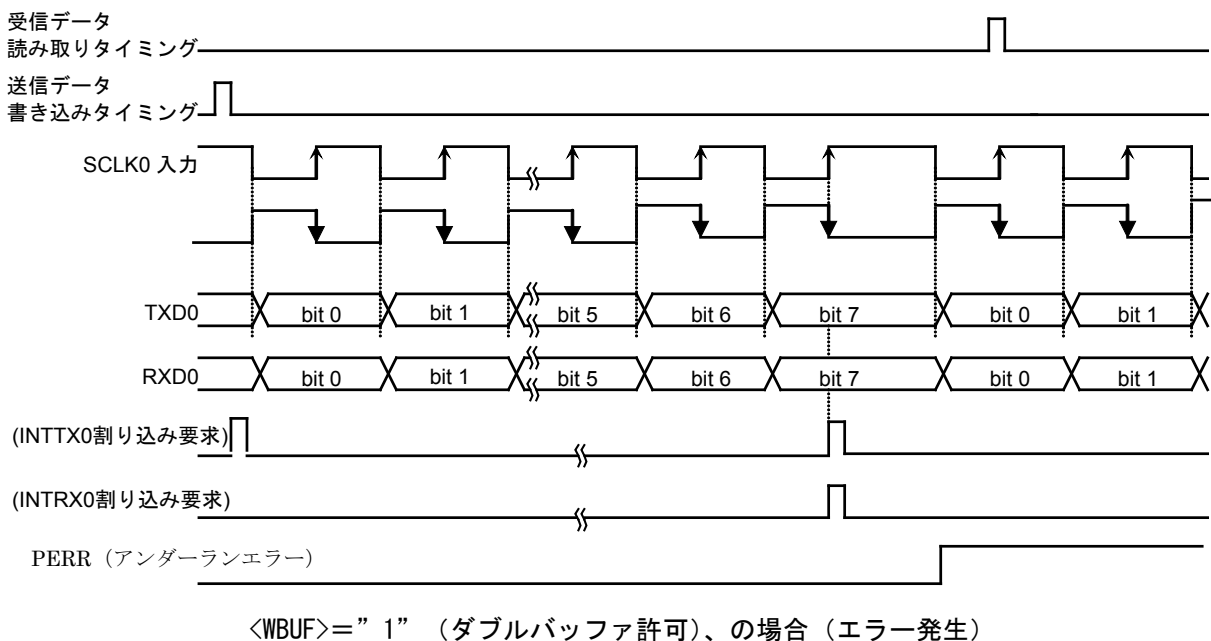 受信データ
読み取りタイミング
送信データ
書き込みタイミング
SCLK0 入力
TXD0 bit 0 bit 1 bit 5 bit 6 bit 7 bit 0 bit 1
RXD0 bit 0 bit 1 bit 5 bit 6 bit 7 bit 0 bit 1
(INTTX0割り込み要求)
(INTRX0割り込み要求)
PERR（アンダーランエラー）
<WBUF>=”1”（ダブルバッファ許可）、の場合（エラー発生）